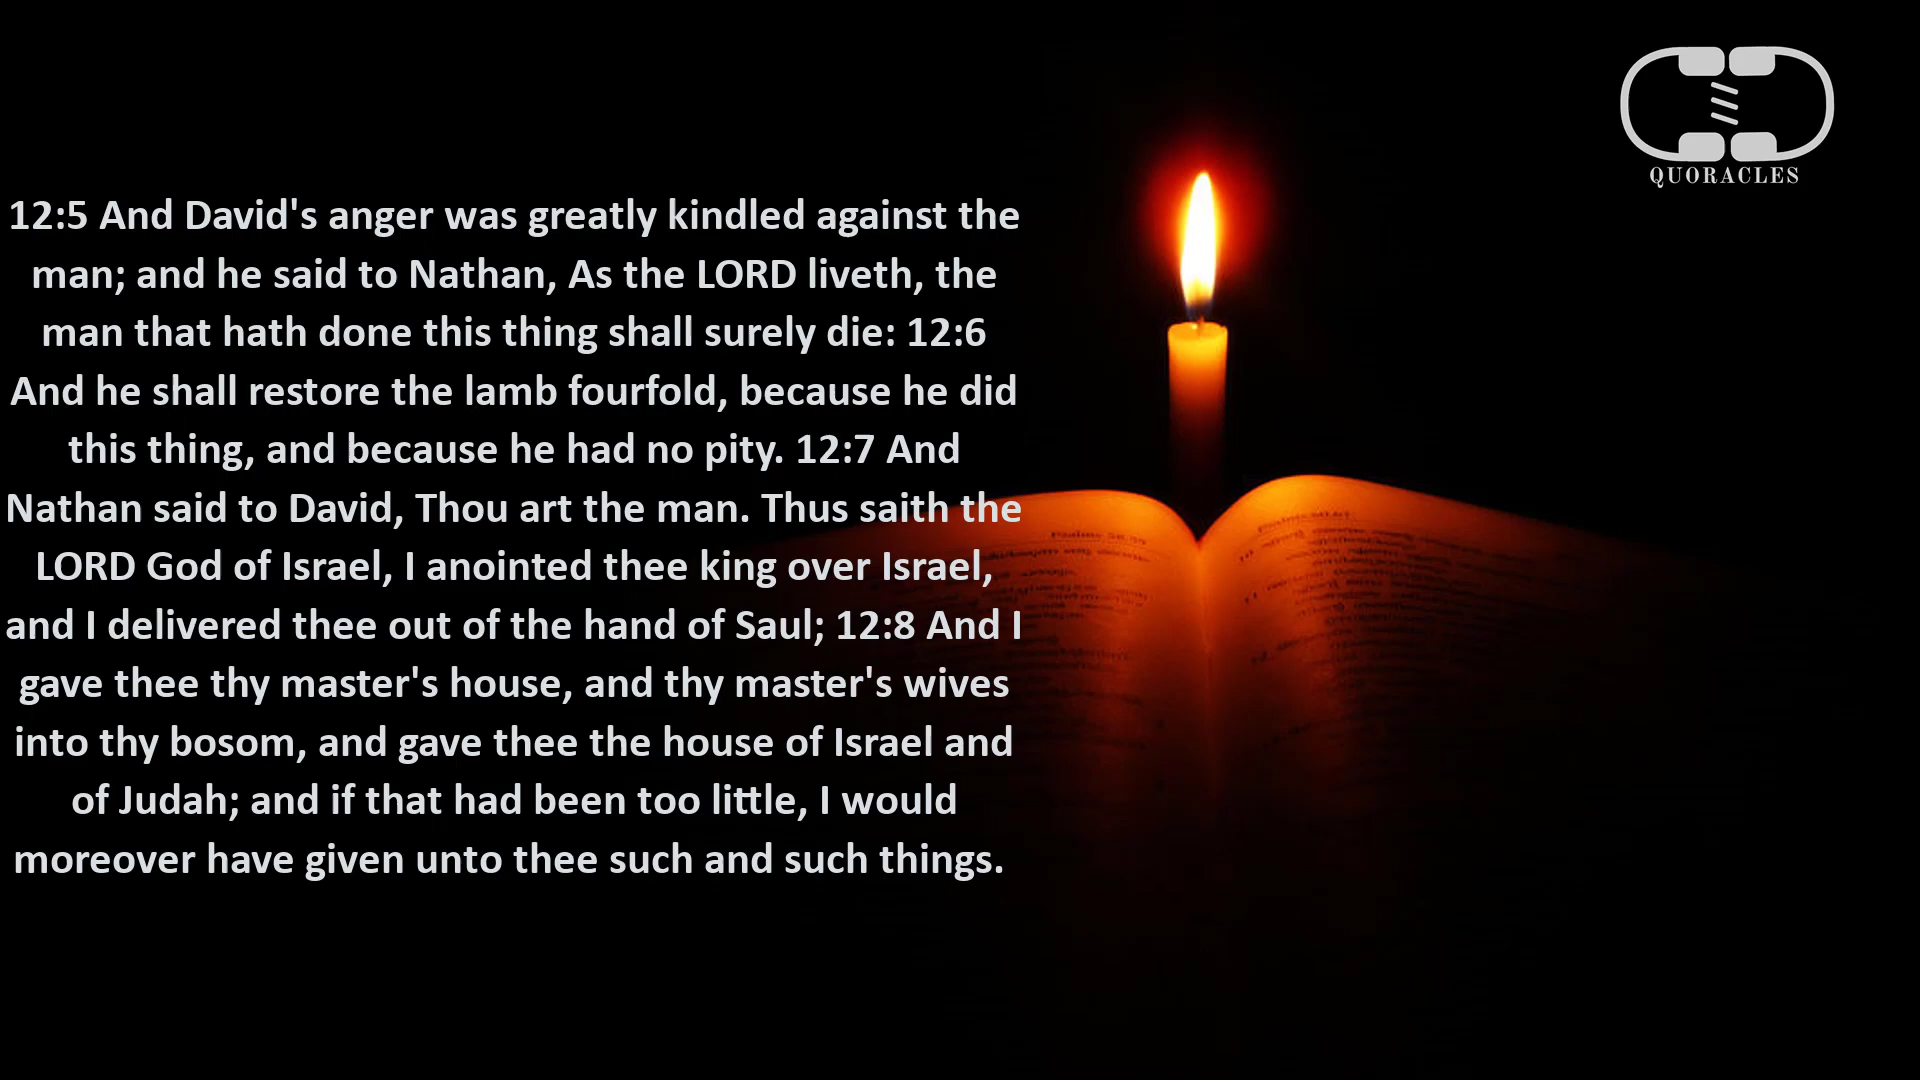 12:5 And David's anger was greatly kindled against the
man; and he said to Nathan, As the LORD liveth, the
man that hath done this thing shall surely die: 12:6
And he shall restore the lamb fourfold, because he did
this thing, and because he had no pity. 12:7 And
Nathan said to David, Thou art the man. Thus saith the
LORD God of Israel, I anointed thee king over Israel,
and I delivered thee out of the hand of Saul; 12:8 And I
gave thee thy master's house, and thy master's wives
into thy bosom, and gave thee the house of Israel and
of Judah; and if that had been too little, I would
moreover have given unto thee such and such things.
QUORACLES